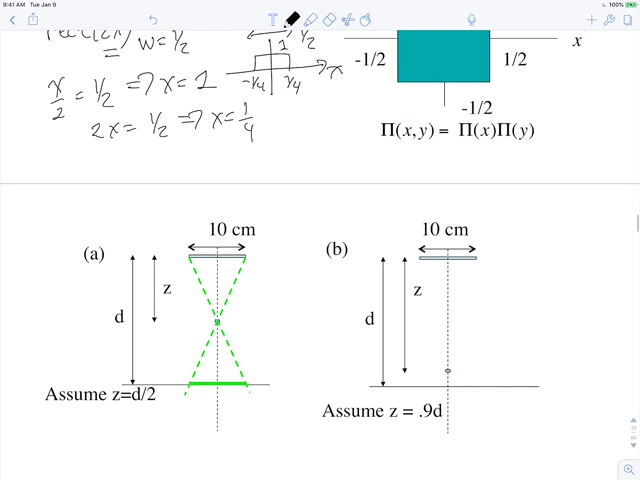 9:41 AM Tue Jan 9
100%
rect(2x) W = 1/2
1
1/2
-1/4
1/4
x
x/2 = 1/2 => x = 1
2x = 1/2 => x = 1/4
-1/2
1/2
x
-1/2
Π(x, y) = Π(x)Π(y)
(a)
10 cm
z
d
Assume z=d/2
(b)
10 cm
z
d
Assume z = .9d